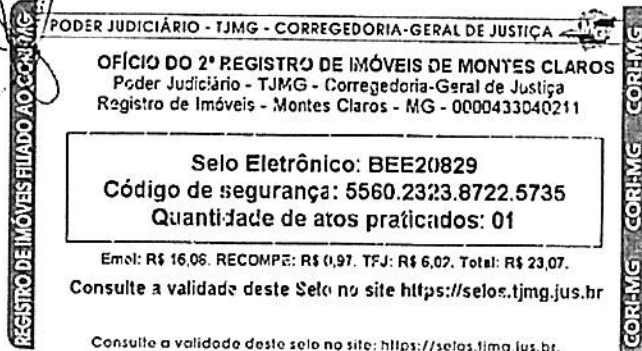 PODER JUDICIÁRIO - TJMG - CORREGEDORIA-GERAL DE JUSTIÇA
OFÍCIO DO 2º REGISTRO DE IMÓVEIS DE MONTES CLAROS
Poder Judiciário - TJMG - Corregedoria-Geral de Justiça
Registro de Imóveis - Montes Claros - MG - 0000433040211
Selo Eletrônico: BEE20829
Código de segurança: 5560.2323.8722.5735
Quantidade de atos praticados: 01
Emol: R$ 16,06. RECOMPE: R$ 0,97. TFJ: R$ 6,02. Total: R$ 23,07.
Consulte a validade deste Selo no site https://selos.tjmg.jus.br
Consulte a validade deste selo no site: https://selos.tjmg.jus.br.
REGISTRO DE IMÓVEIS FILIADO AO CORI-MG
CORI-MG CORI-MG CORI-MG